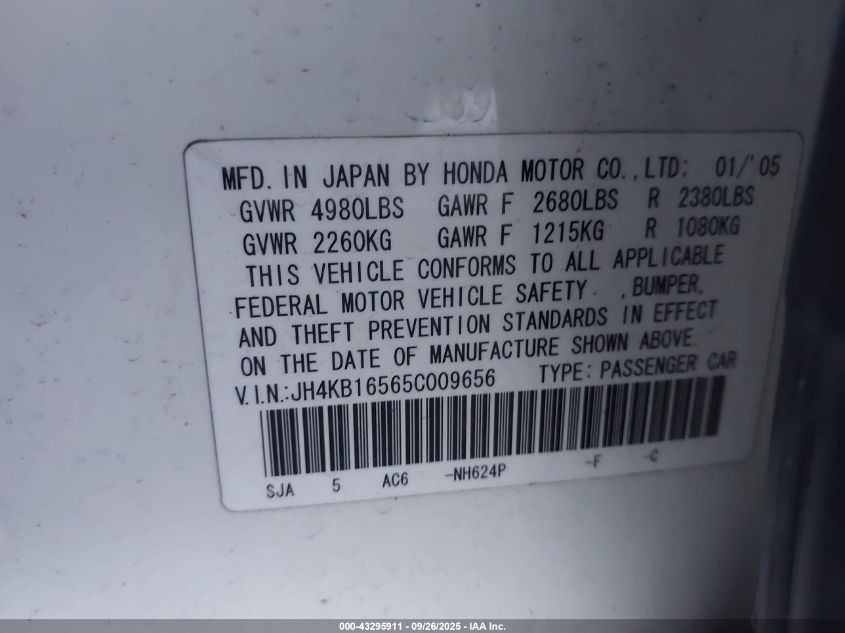 MFD. IN JAPAN BY HONDA MOTOR CO., LTD: 01/'05
GVWR 4980LBS GAWR F 2680LBS R 2380LBS
GVWR 2260KG GAWR F 1215KG R 1080KG
THIS VEHICLE CONFORMS TO ALL APPLICABLE
FEDERAL MOTOR VEHICLE SAFETY , BUMPER,
AND THEFT PREVENTION STANDARDS IN EFFECT
ON THE DATE OF MANUFACTURE SHOWN ABOVE.
V.I.N.:JH4KB16565C009656 TYPE: PASSENGER CAR
SJA 5 AC6 -NH624P -F -C
000-43295911 - 09/26/2025 - IAA Inc.